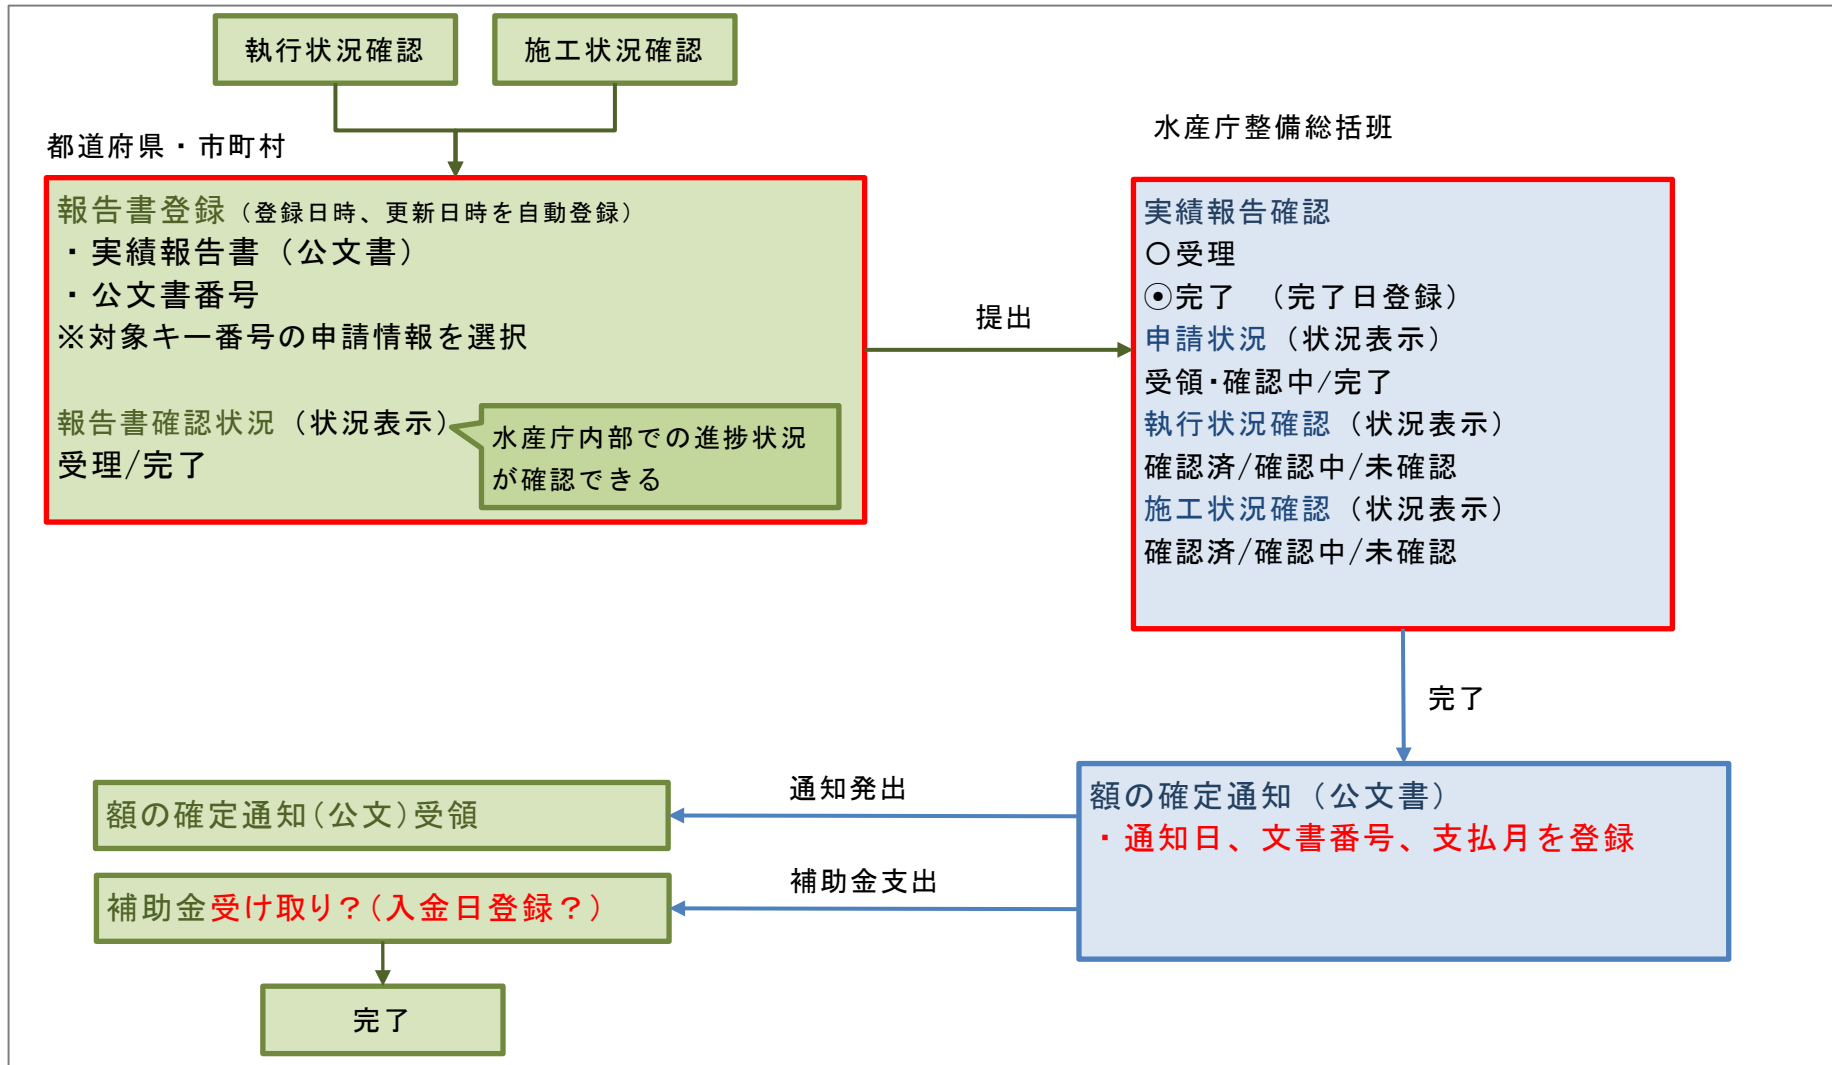 執行状況確認
施工状況確認
都道府県・市町村
水産庁整備総括班
報告書登録（登録日時、更新日時を自動登録）
・実績報告書（公文書）
・公文書番号
※対象キー番号の申請情報を選択
報告書確認状況（状況表示）
受理/完了
水産庁内部での進捗状況
が確認できる
提出
実績報告確認
〇受理
⦿完了　（完了日登録）
申請状況（状況表示）
受領・確認中/完了
執行状況確認（状況表示）
確認済/確認中/未確認
施工状況確認（状況表示）
確認済/確認中/未確認
完了
額の確定通知（公文書）
・通知日、文書番号、支払月を登録
通知発出
額の確定通知（公文）受領
補助金支出
補助金受け取り？（入金日登録？）
完了